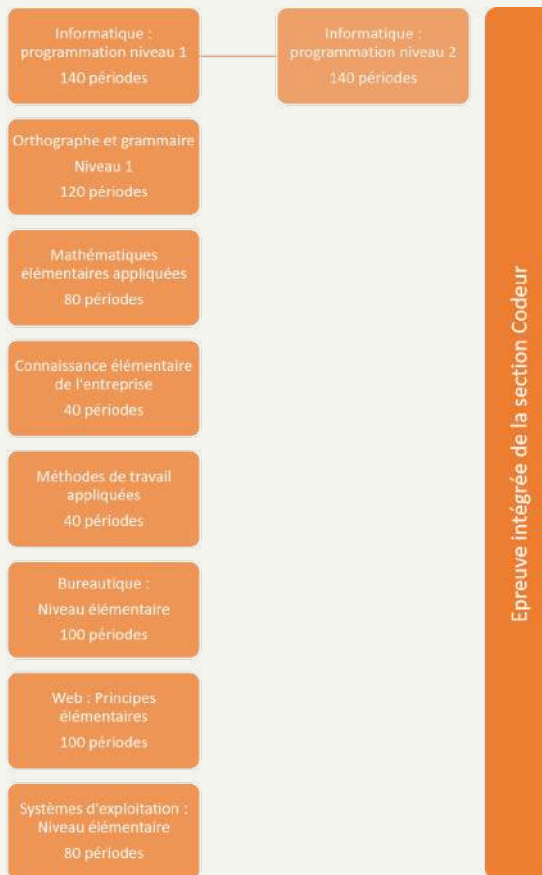 Informatique :
programmation niveau 1
140 périodes
Informatique :
programmation niveau 2
140 périodes
Orthographe et grammaire
Niveau 1
120 périodes
Mathématiques
élémentaires appliquées
80 périodes
Connaissance élémentaire
de l'entreprise
40 périodes
Méthodes de travail
appliquées
40 périodes
Bureautique :
Niveau élémentaire
100 périodes
Web : Principes
élémentaires
100 périodes
Systèmes d'exploitation :
Niveau élémentaire
80 périodes
Epreuve intégrée de la section Codeur